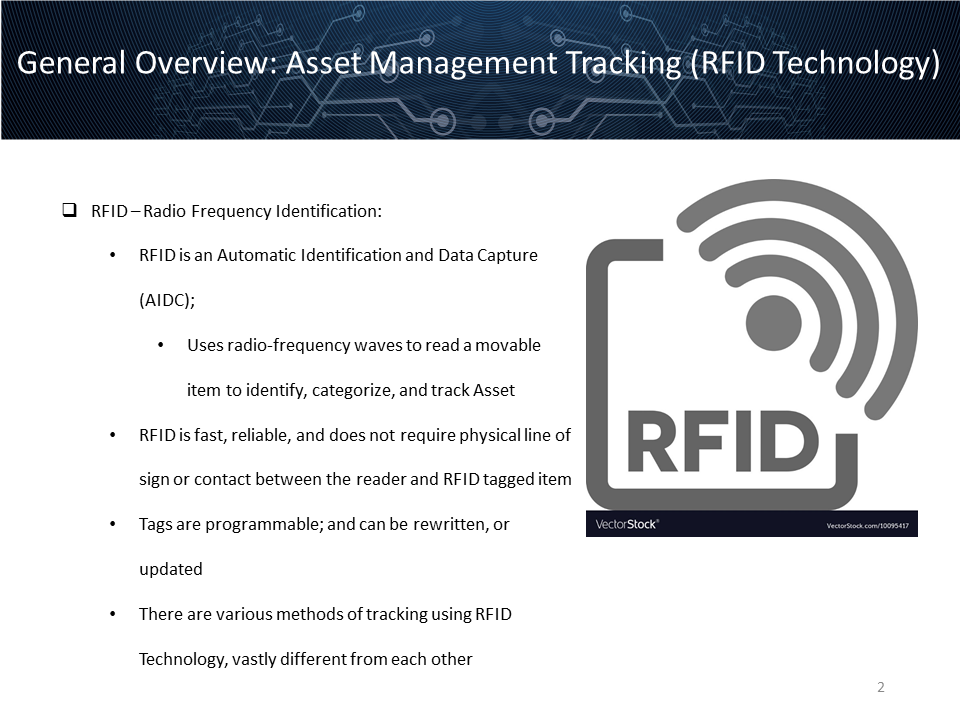 General Overview: Asset Management Tracking (RFID Technology)
❑ RFID – Radio Frequency Identification:
• RFID is an Automatic Identification and Data Capture
(AIDC);
• Uses radio-frequency waves to read a movable
item to identify, categorize, and track Asset
• RFID is fast, reliable, and does not require physical line of
sign or contact between the reader and RFID tagged item
• Tags are programmable; and can be rewritten, or
updated
• There are various methods of tracking using RFID
Technology, vastly different from each other
RFID
VectorStock®
VectorStock.com/10095417
2